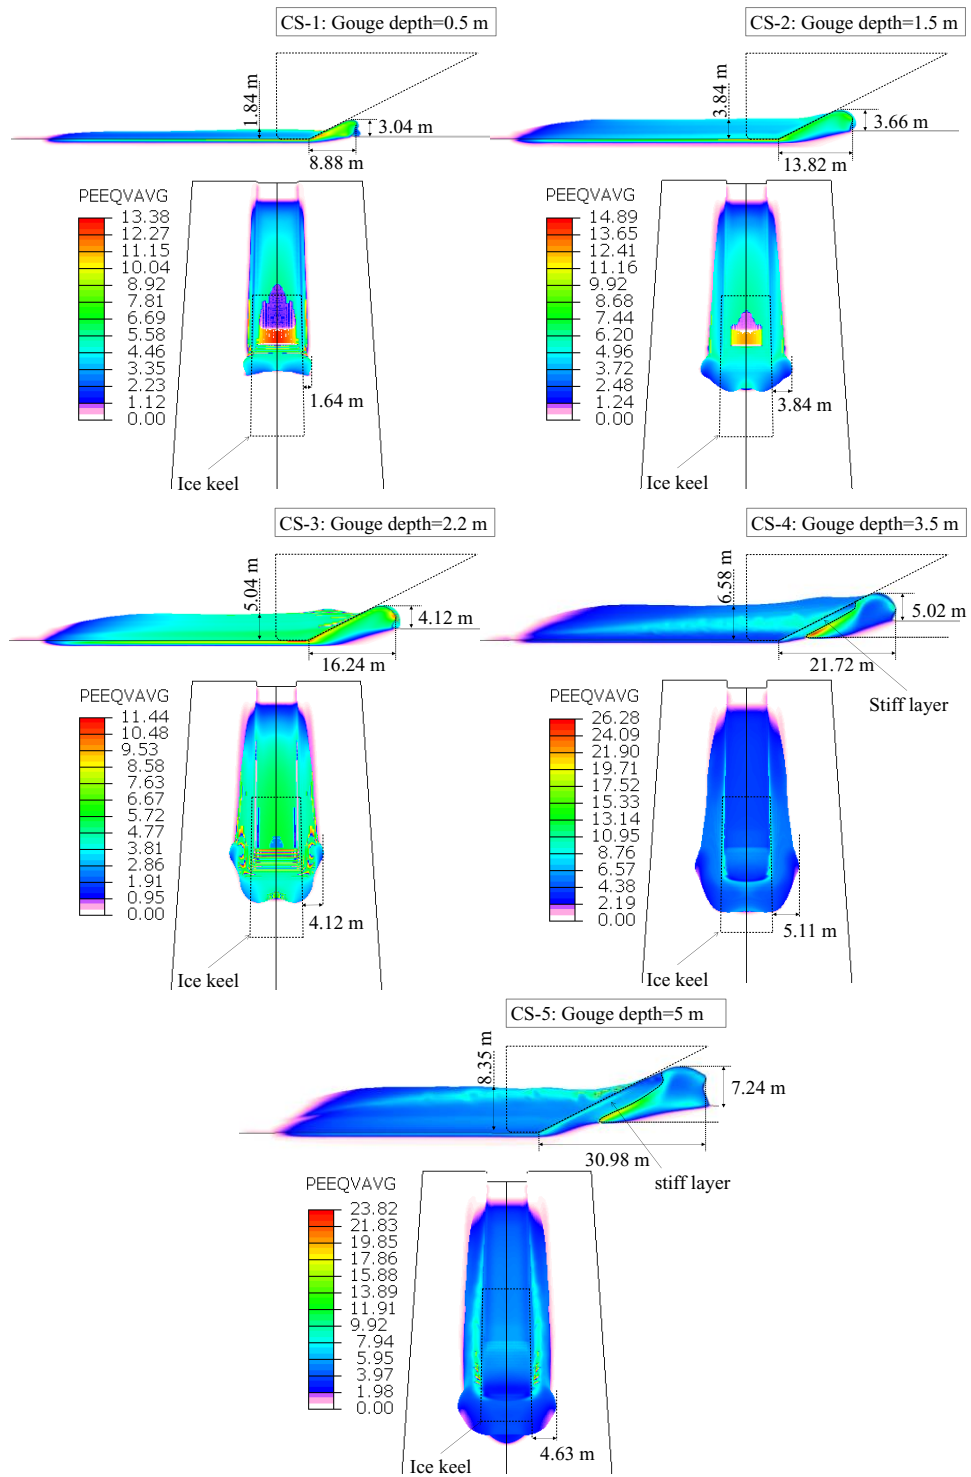 CS-1: Gouge depth=0.5 m
1.84 m
3.04 m
8.88 m
PEEQVAVG
13.38
12.27
11.15
10.04
8.92
7.81
6.69
5.58
4.46
3.35
2.23
1.12
0.00
1.64 m
Ice keel
CS-2: Gouge depth=1.5 m
3.84 m
3.66 m
13.82 m
PEEQVAVG
14.89
13.65
12.41
11.16
9.92
8.68
7.44
6.20
4.96
3.72
2.48
1.24
0.00
3.84 m
Ice keel
CS-3: Gouge depth=2.2 m
5.04 m
4.12 m
16.24 m
PEEQVAVG
11.44
10.48
9.53
8.58
7.63
6.67
5.72
4.77
3.81
2.86
1.91
0.95
0.00
4.12 m
Ice keel
CS-4: Gouge depth=3.5 m
6.58 m
5.02 m
21.72 m
Stiff layer
PEEQVAVG
26.28
24.09
21.90
19.71
17.52
15.33
13.14
10.95
8.76
6.57
4.38
2.19
0.00
5.11 m
Ice keel
CS-5: Gouge depth=5 m
8.35 m
7.24 m
30.98 m
stiff layer
PEEQVAVG
23.82
21.83
19.85
17.86
15.88
13.89
11.91
9.92
7.94
5.95
3.97
1.98
0.00
4.63 m
Ice keel